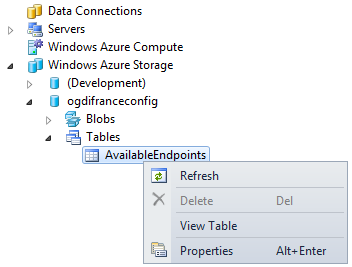 Data Connections
Servers
Windows Azure Compute
Windows Azure Storage
(Development)
ogdifranceconfig
Blobs
Tables
AvailableEndpoints
Refresh
Delete Del
View Table
Properties Alt+Enter